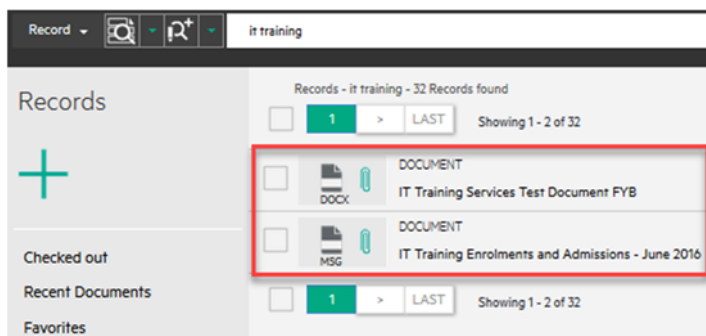 Record
it training
Records
Records - it training - 32 Records found
1 > LAST Showing 1 - 2 of 32
DOCUMENT
DOCX
IT Training Services Test Document FYB
DOCUMENT
MSG
IT Training Enrolments and Admissions - June 2016
1 > LAST Showing 1 - 2 of 32
Checked out
Recent Documents
Favorites